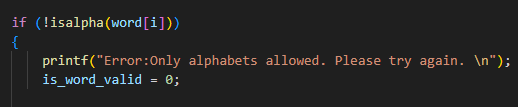 if (!isalpha(word[i]))
{
printf("Error:Only alphabets allowed. Please try again. \n");
is_word_valid = 0;